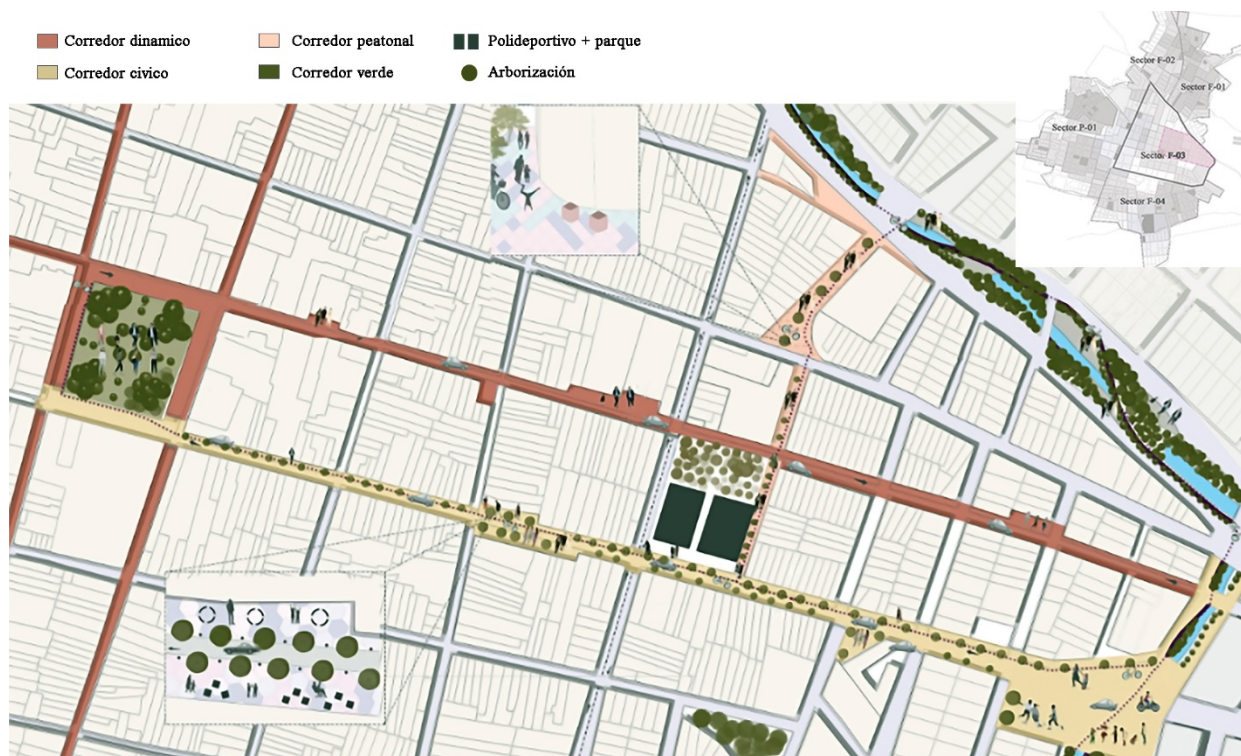 Corredor dinamico
Corredor peatonal
Polideportivo + parque
Corredor civico
Corredor verde
Arborización
Sector F-02
Sector F-01
Sector P-01
Sector F-03
Sector F-04